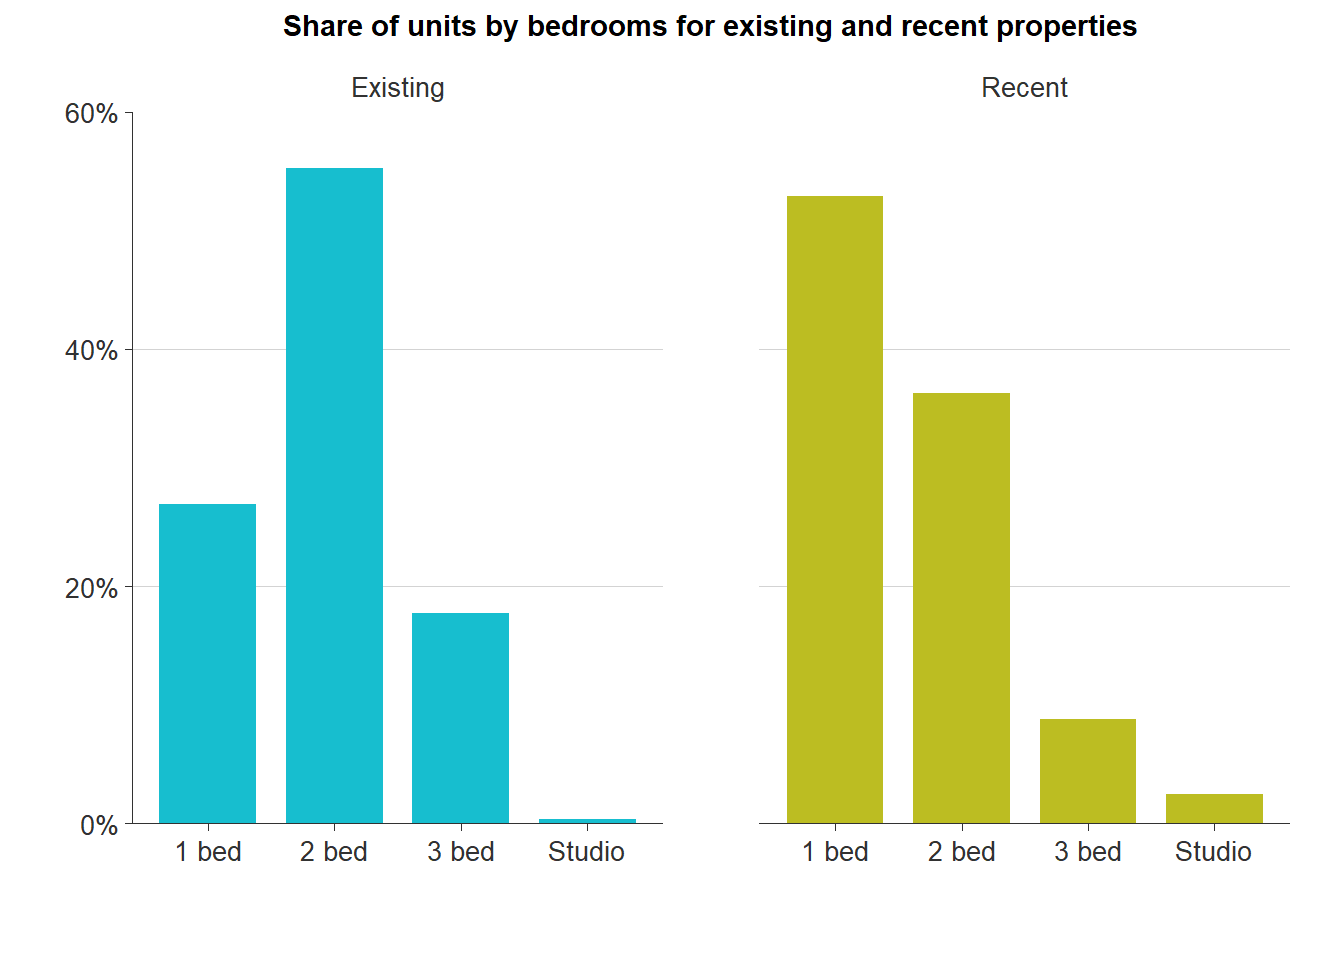 Share of units by bedrooms for existing and recent properties
Existing
Recent
60%
40%
20%
0%
1 bed 2 bed 3 bed Studio
1 bed 2 bed 3 bed Studio